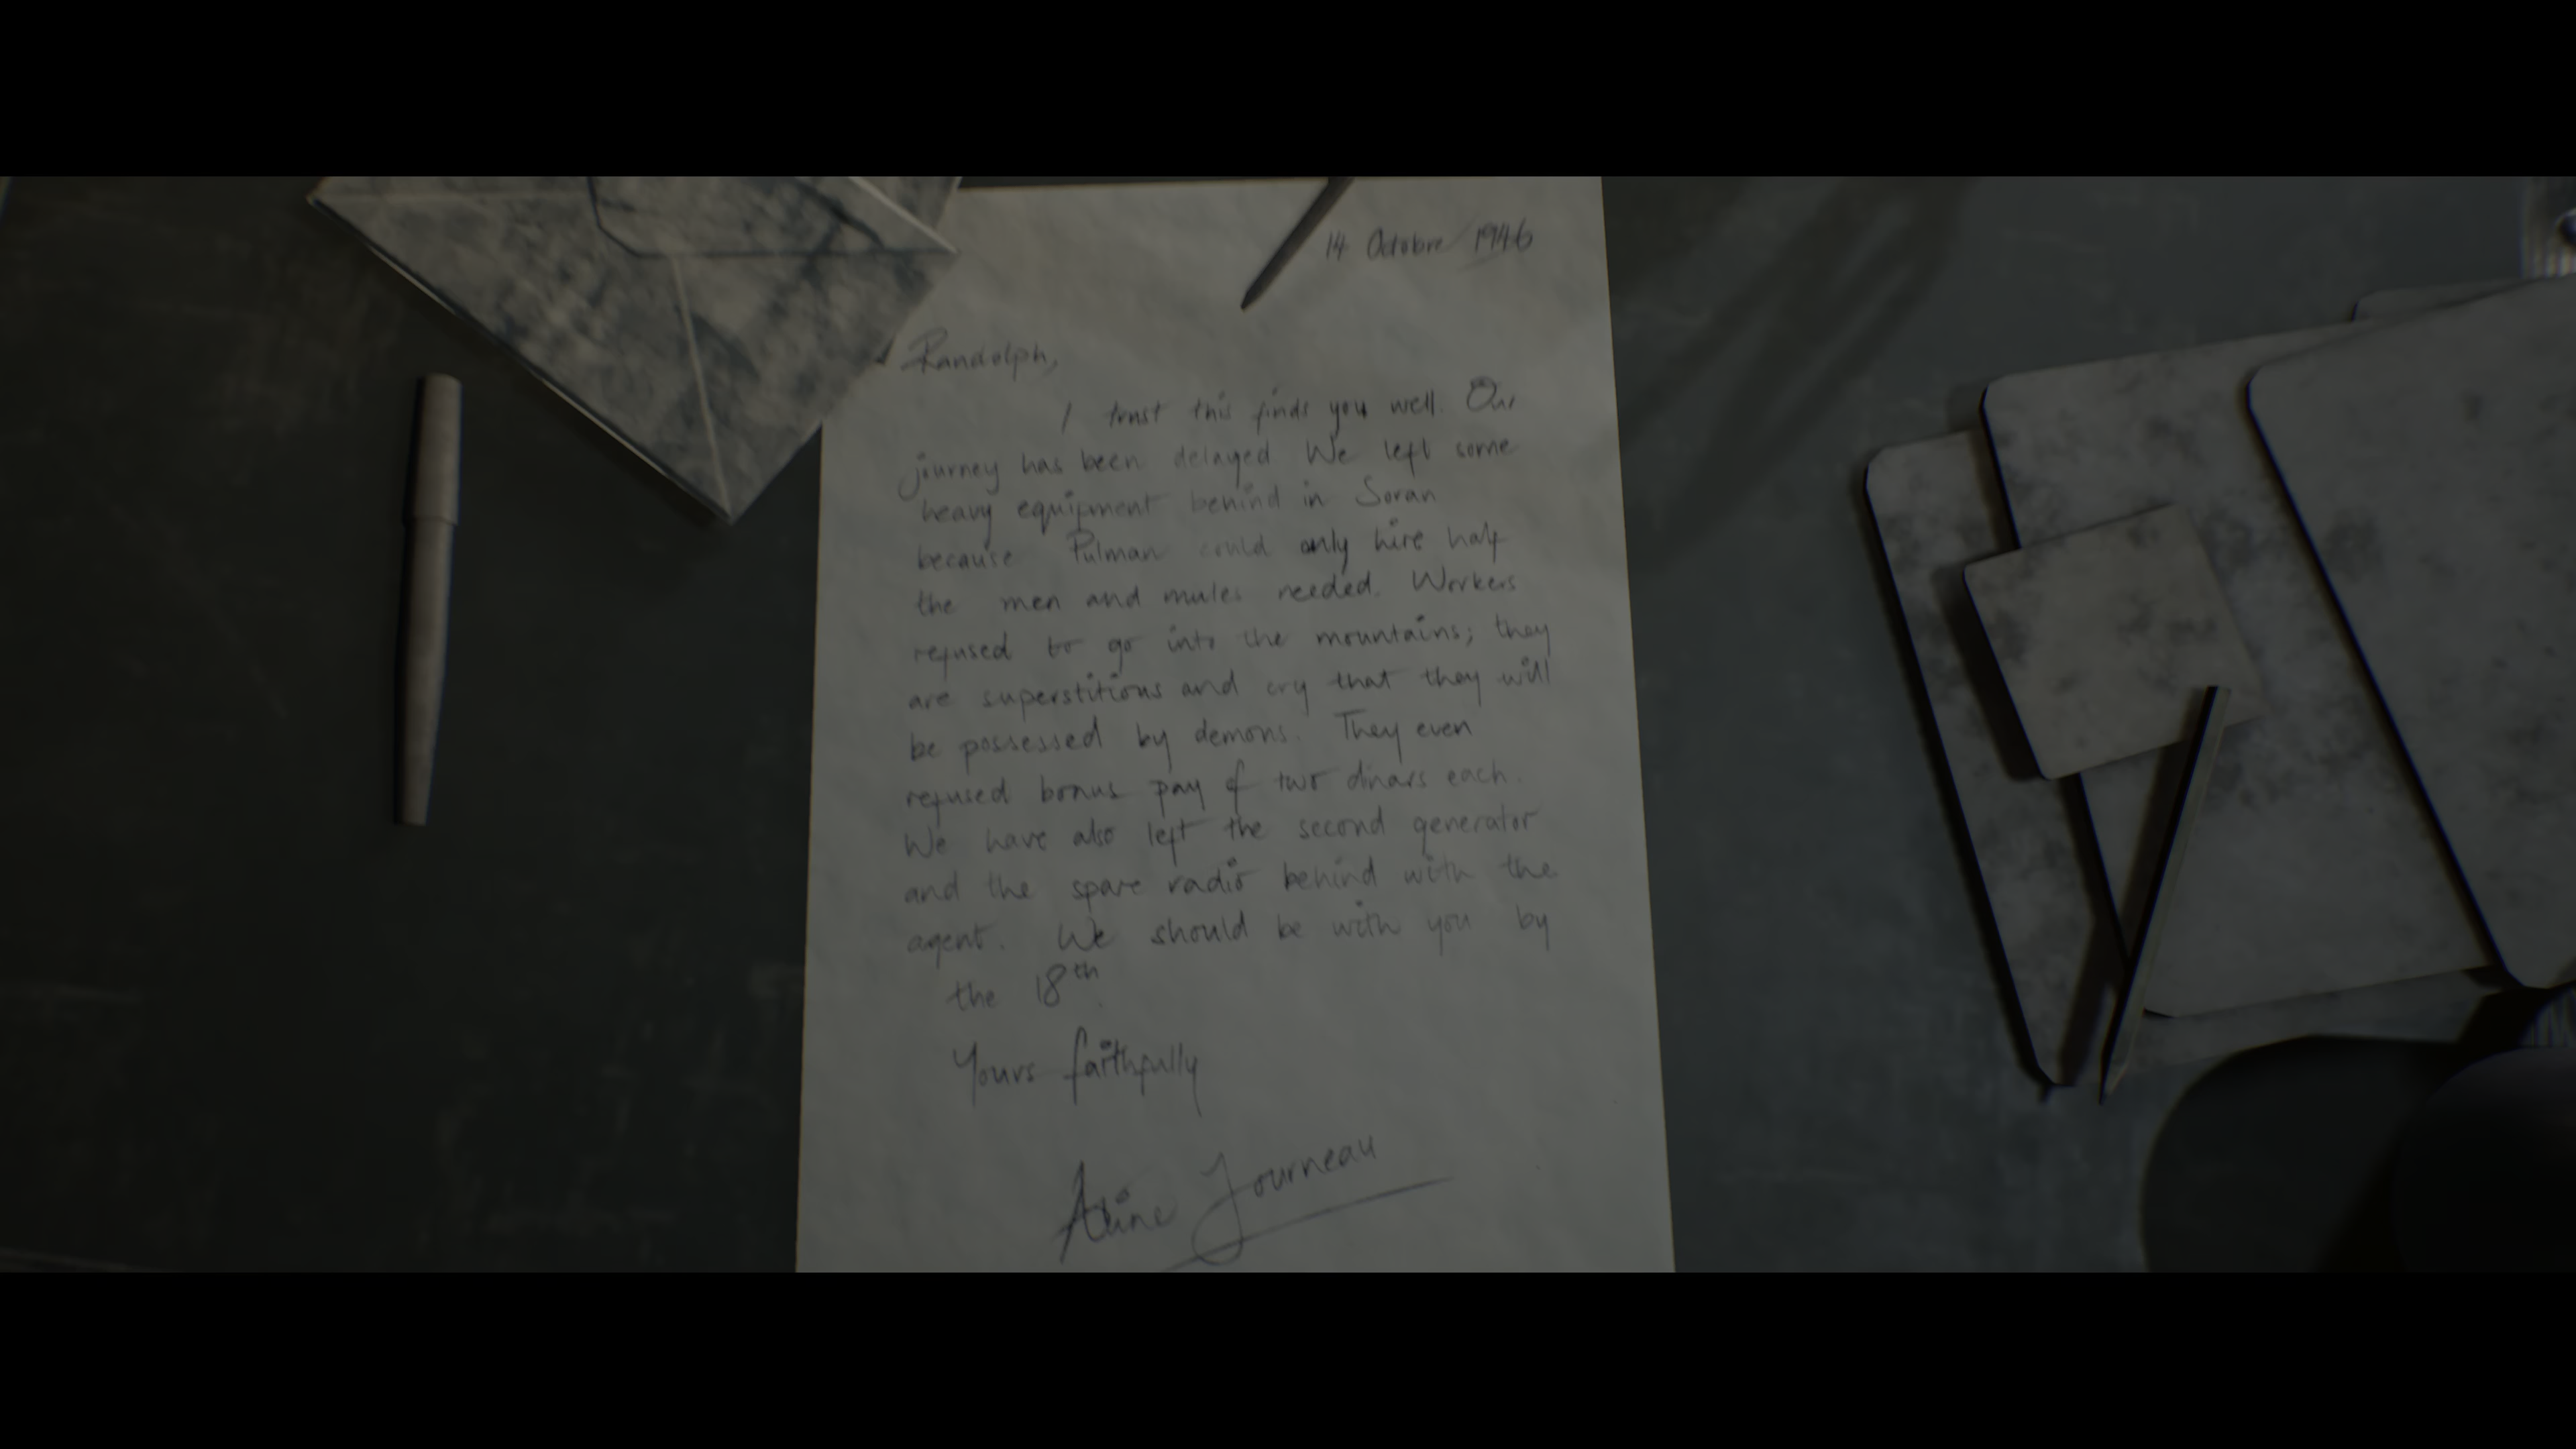 14 Octobre 1946
Randolph,
I trust this finds you well. Our
journey has been delayed We left some
heavy equipment behind in Soran
because Pulman could only hire half
the men and mules needed. Workers
refused to go into the mountains; they
are superstitious and cry that they will
be possessed by demons. They even
refused bonus pay of two dinars each.
We have also left the second generator
and the spare radio behind with the
agent. We should be with you by
the 18th.
Yours faithfully
Aline Journeau